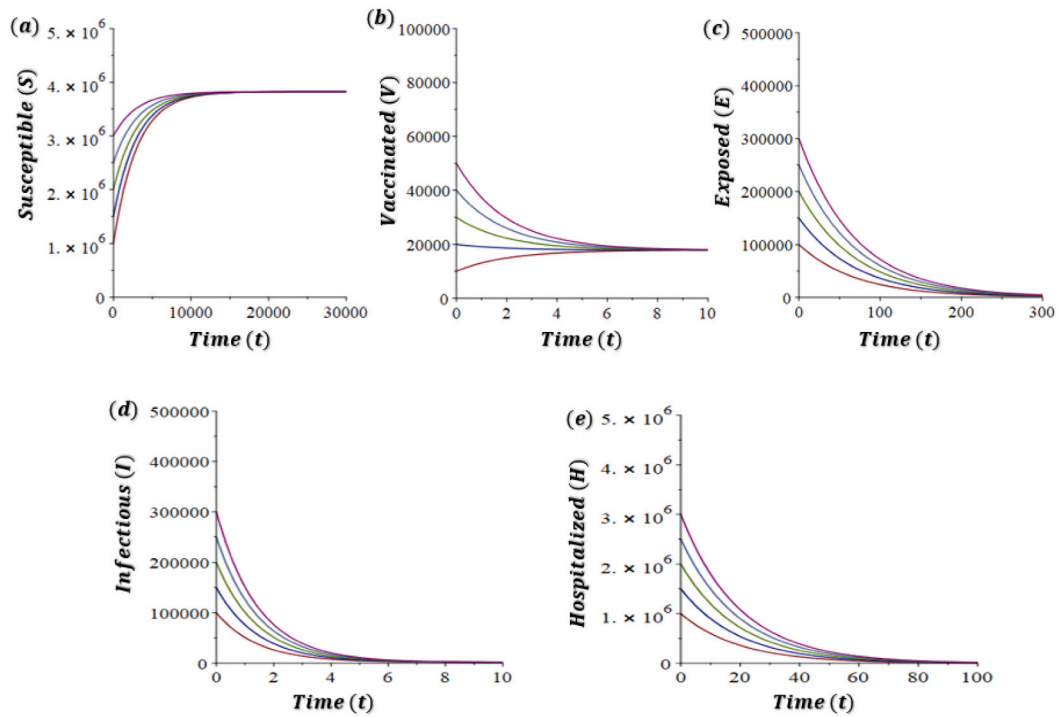 (a)
Susceptible (S)
5. × 10^6
4. × 10^6
3. × 10^6
2. × 10^6
1. × 10^6
0
0 10000 20000 30000
Time (t)
(b)
Vaccinated (V)
100000
80000
60000
40000
20000
0
0 2 4 6 8 10
Time (t)
(c)
Exposed (E)
500000
400000
300000
200000
100000
0
0 100 200 300
Time (t)
(d)
Infectious (I)
500000
400000
300000
200000
100000
0
0 2 4 6 8 10
Time (t)
(e)
Hospitalized (H)
5. × 10^6
4. × 10^6
3. × 10^6
2. × 10^6
1. × 10^6
0
0 20 40 60 80 100
Time (t)